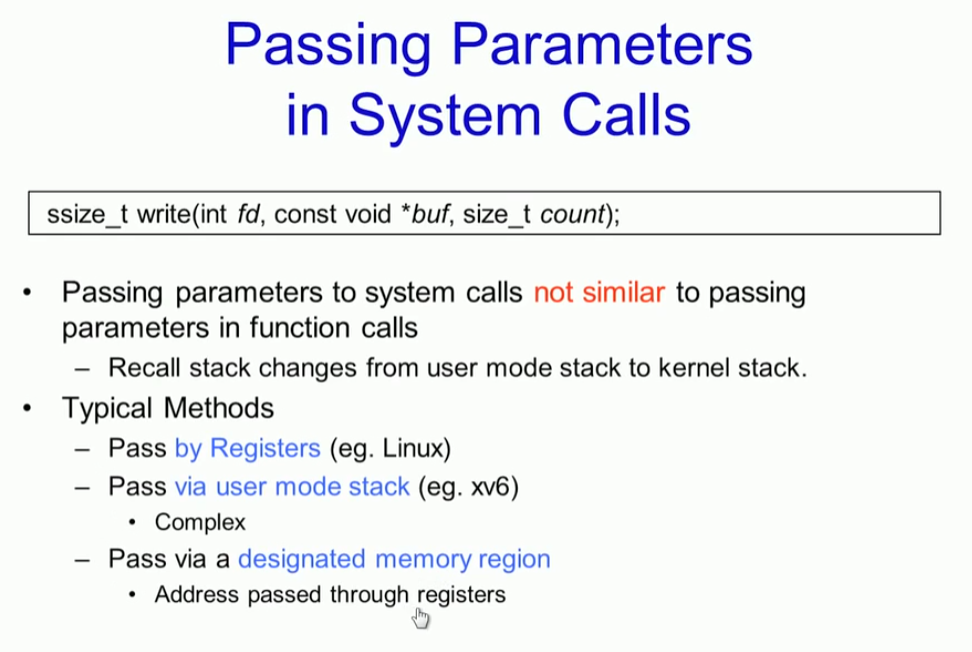 Passing Parameters
in System Calls
ssize_t write(int fd, const void *buf, size_t count);
• Passing parameters to system calls not similar to passing
parameters in function calls
– Recall stack changes from user mode stack to kernel stack.
• Typical Methods
– Pass by Registers (eg. Linux)
– Pass via user mode stack (eg. xv6)
• Complex
– Pass via a designated memory region
• Address passed through registers